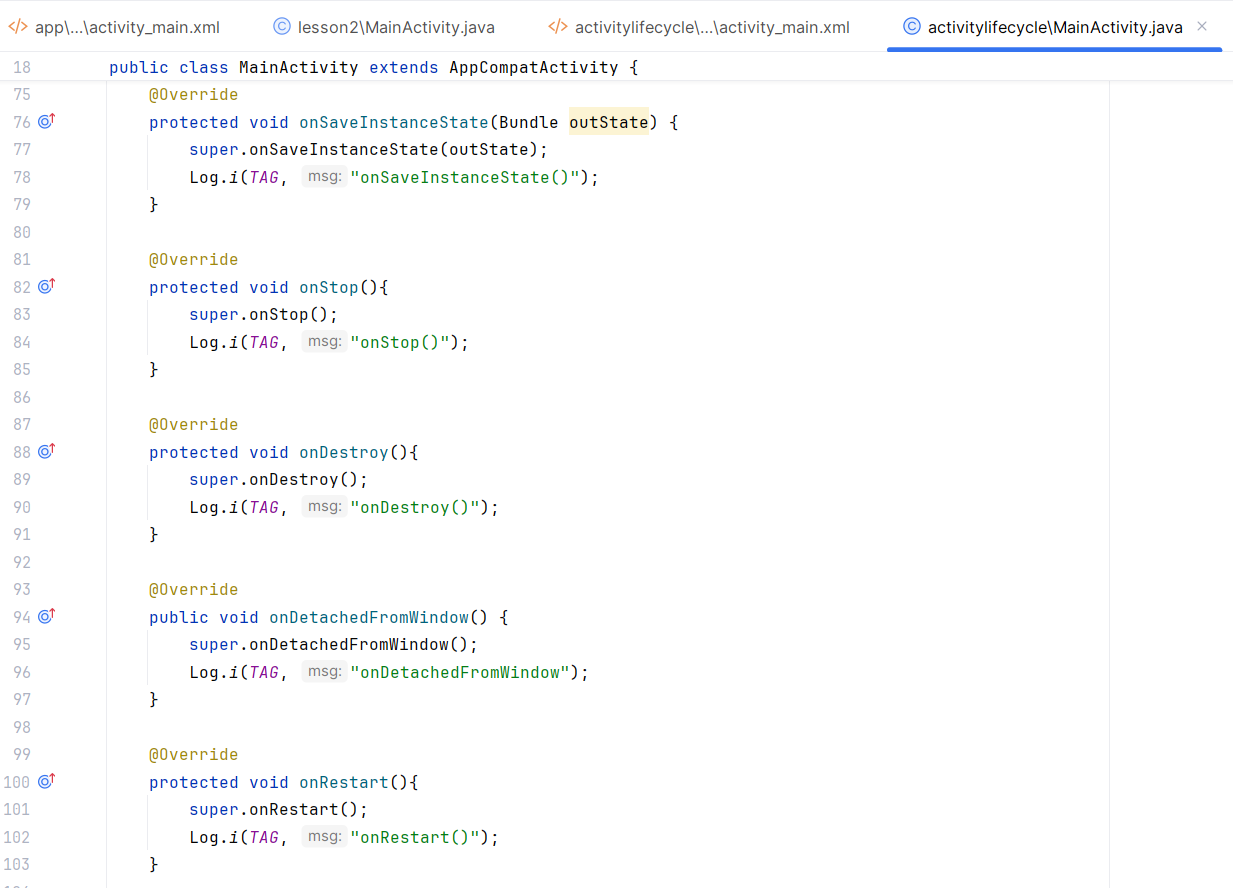 app\...\activity_main.xml lesson2\MainActivity.java activitylifecycle\...\activity_main.xml activitylifecycle\MainActivity.java
18 public class MainActivity extends AppCompatActivity {
75 @Override
76 protected void onSaveInstanceState(Bundle outState) {
77 super.onSaveInstanceState(outState);
78 Log.i(TAG, msg: "onSaveInstanceState()");
79 }
80
81 @Override
82 protected void onStop(){
83 super.onStop();
84 Log.i(TAG, msg: "onStop()");
85 }
86
87 @Override
88 protected void onDestroy(){
89 super.onDestroy();
90 Log.i(TAG, msg: "onDestroy()");
91 }
92
93 @Override
94 public void onDetachedFromWindow() {
95 super.onDetachedFromWindow();
96 Log.i(TAG, msg: "onDetachedFromWindow");
97 }
98
99 @Override
100 protected void onRestart(){
101 super.onRestart();
102 Log.i(TAG, msg: "onRestart()");
103 }